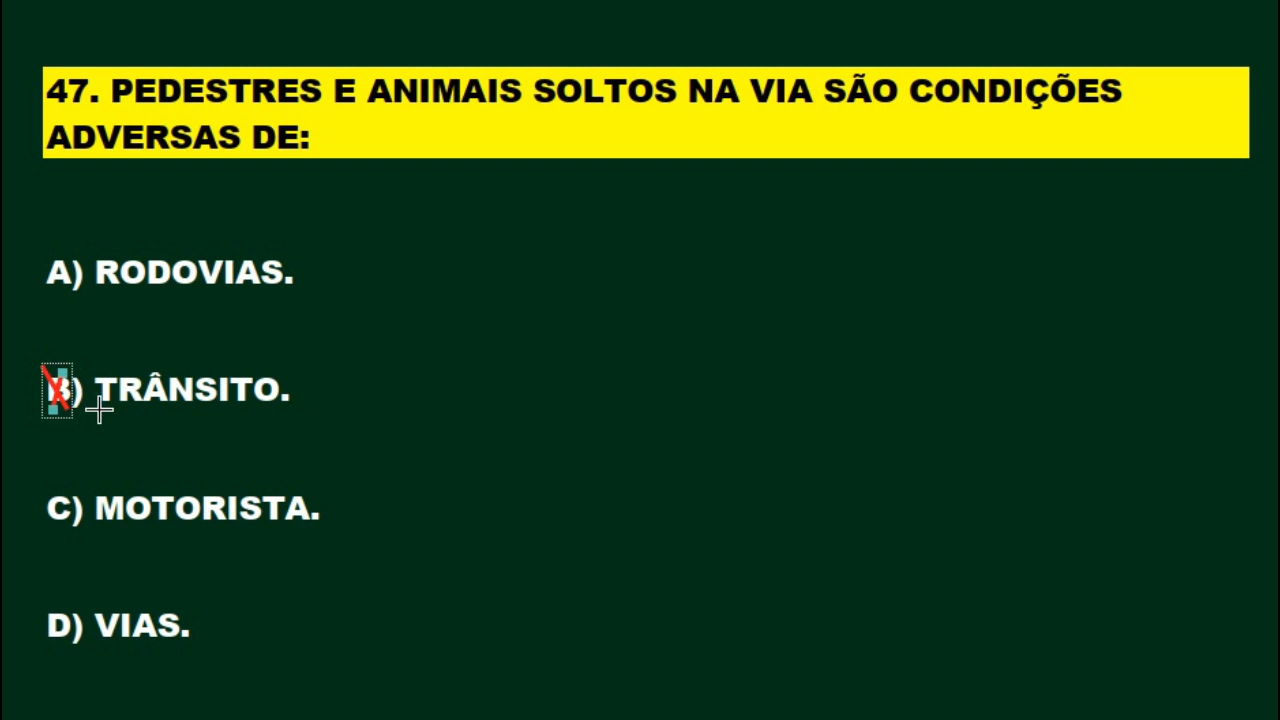 47. PEDESTRES E ANIMAIS SOLTOS NA VIA SÃO CONDIÇÕES
ADVERSAS DE:
A) RODOVIAS.
B) TRÂNSITO.
C) MOTORISTA.
D) VIAS.